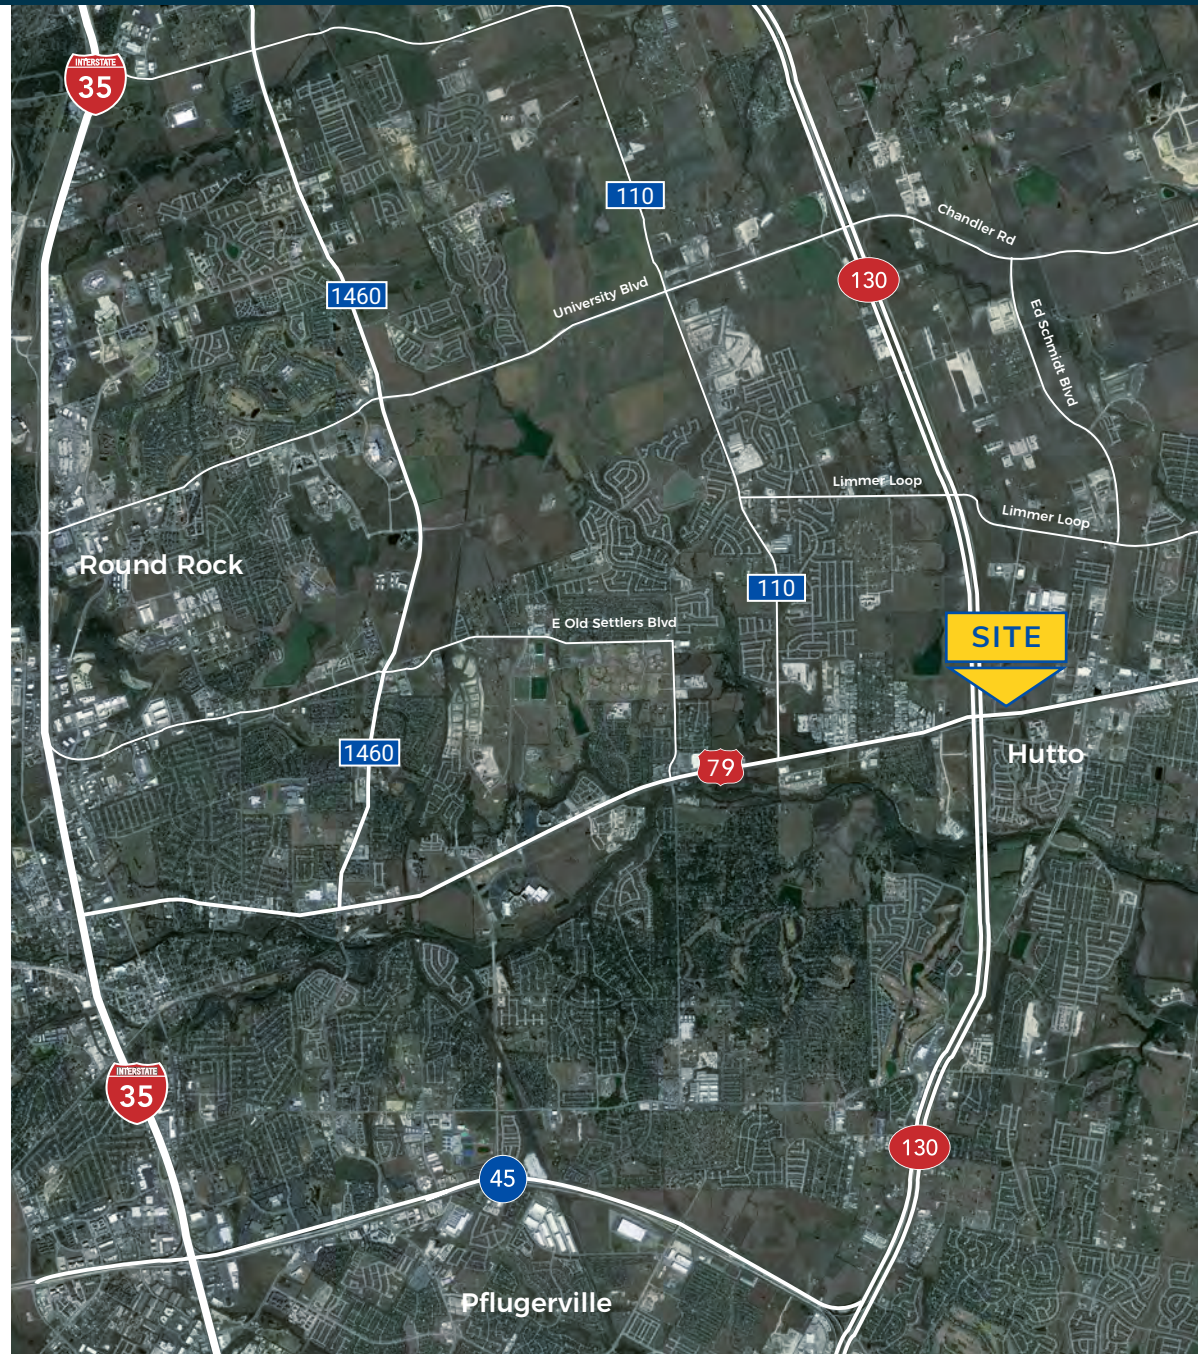 INTERSTATE
35
110
Chandler Rd
130
1460
University Blvd
Ed Schmidt Blvd
Limmer Loop
Limmer Loop
Round Rock
110
E Old Settlers Blvd
SITE
1460
79
Hutto
INTERSTATE
35
130
45
Pflugerville